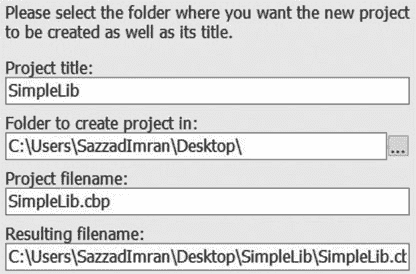 Please select the folder where you want the new project
to be created as well as its title.
Project title:
SimpleLib
Folder to create project in:
C:\Users\SazzadImran\Desktop\
...
Project filename:
SimpleLib.cbp
Resulting filename:
C:\Users\SazzadImran\Desktop\SimpleLib\SimpleLib.cb